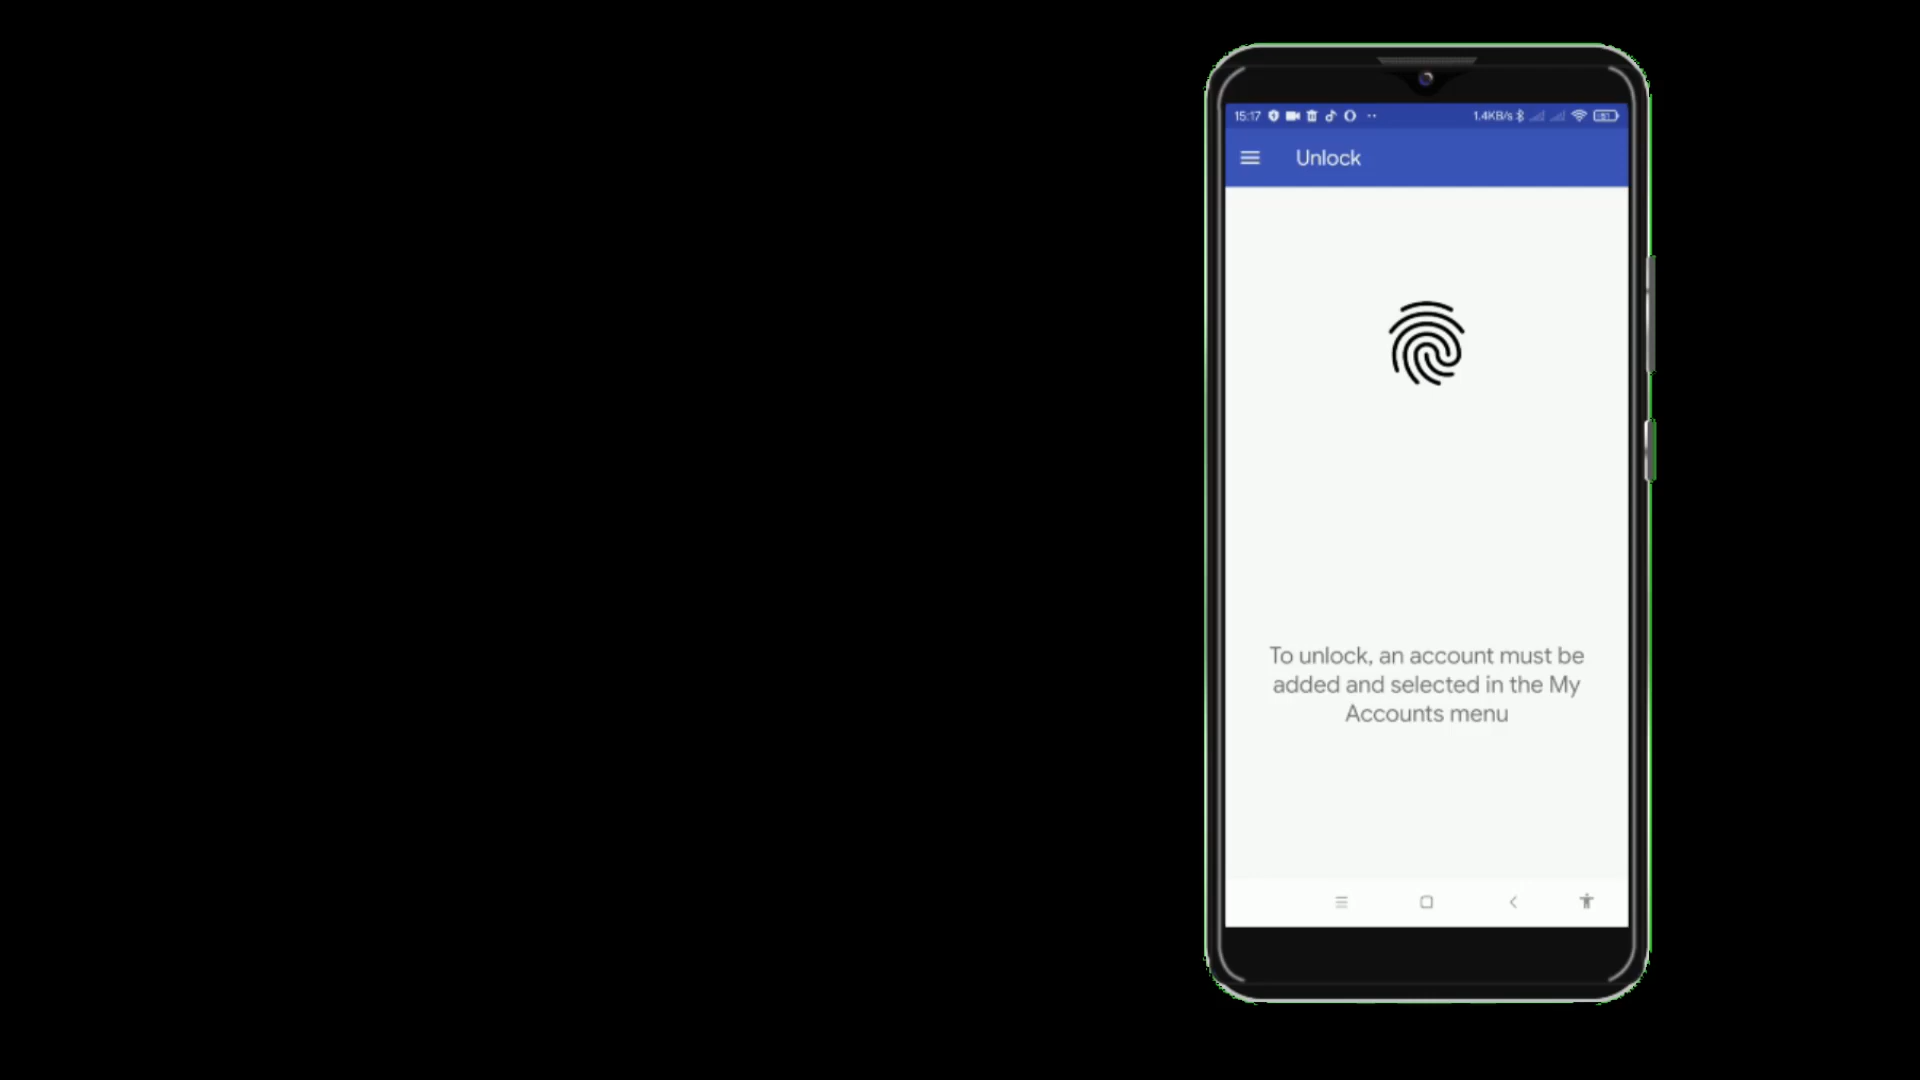 15:17 1.4KB/s
Unlock
To unlock, an account must be
added and selected in the My
Accounts menu